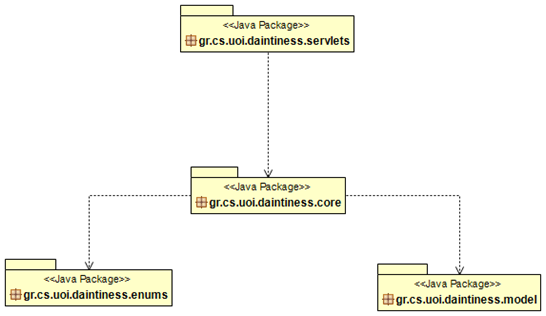 <<Java Package>>
gr.cs.uoi.daintiness.servlets
<<Java Package>>
gr.cs.uoi.daintiness.core
<<Java Package>>
gr.cs.uoi.daintiness.enums
<<Java Package>>
gr.cs.uoi.daintiness.model